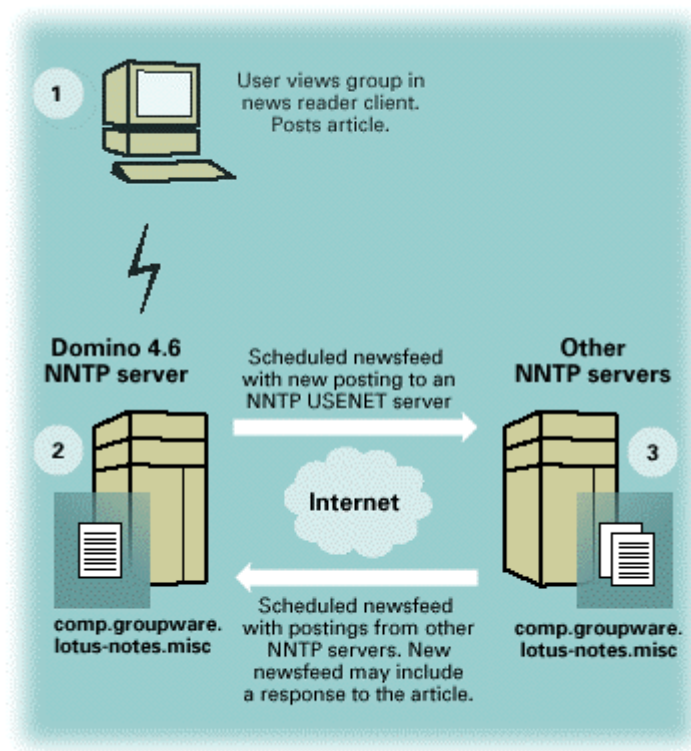 1
User views group in
news reader client.
Posts article.
Domino 4.6
NNTP server
Other
NNTP servers
Scheduled newsfeed
with new posting to an
NNTP USENET server
2
3
Internet
comp.groupware.
lotus-notes.misc
Scheduled newsfeed
with postings from other
NNTP servers. New
newsfeed may include
a response to the article.
comp.groupware.
lotus-notes.misc